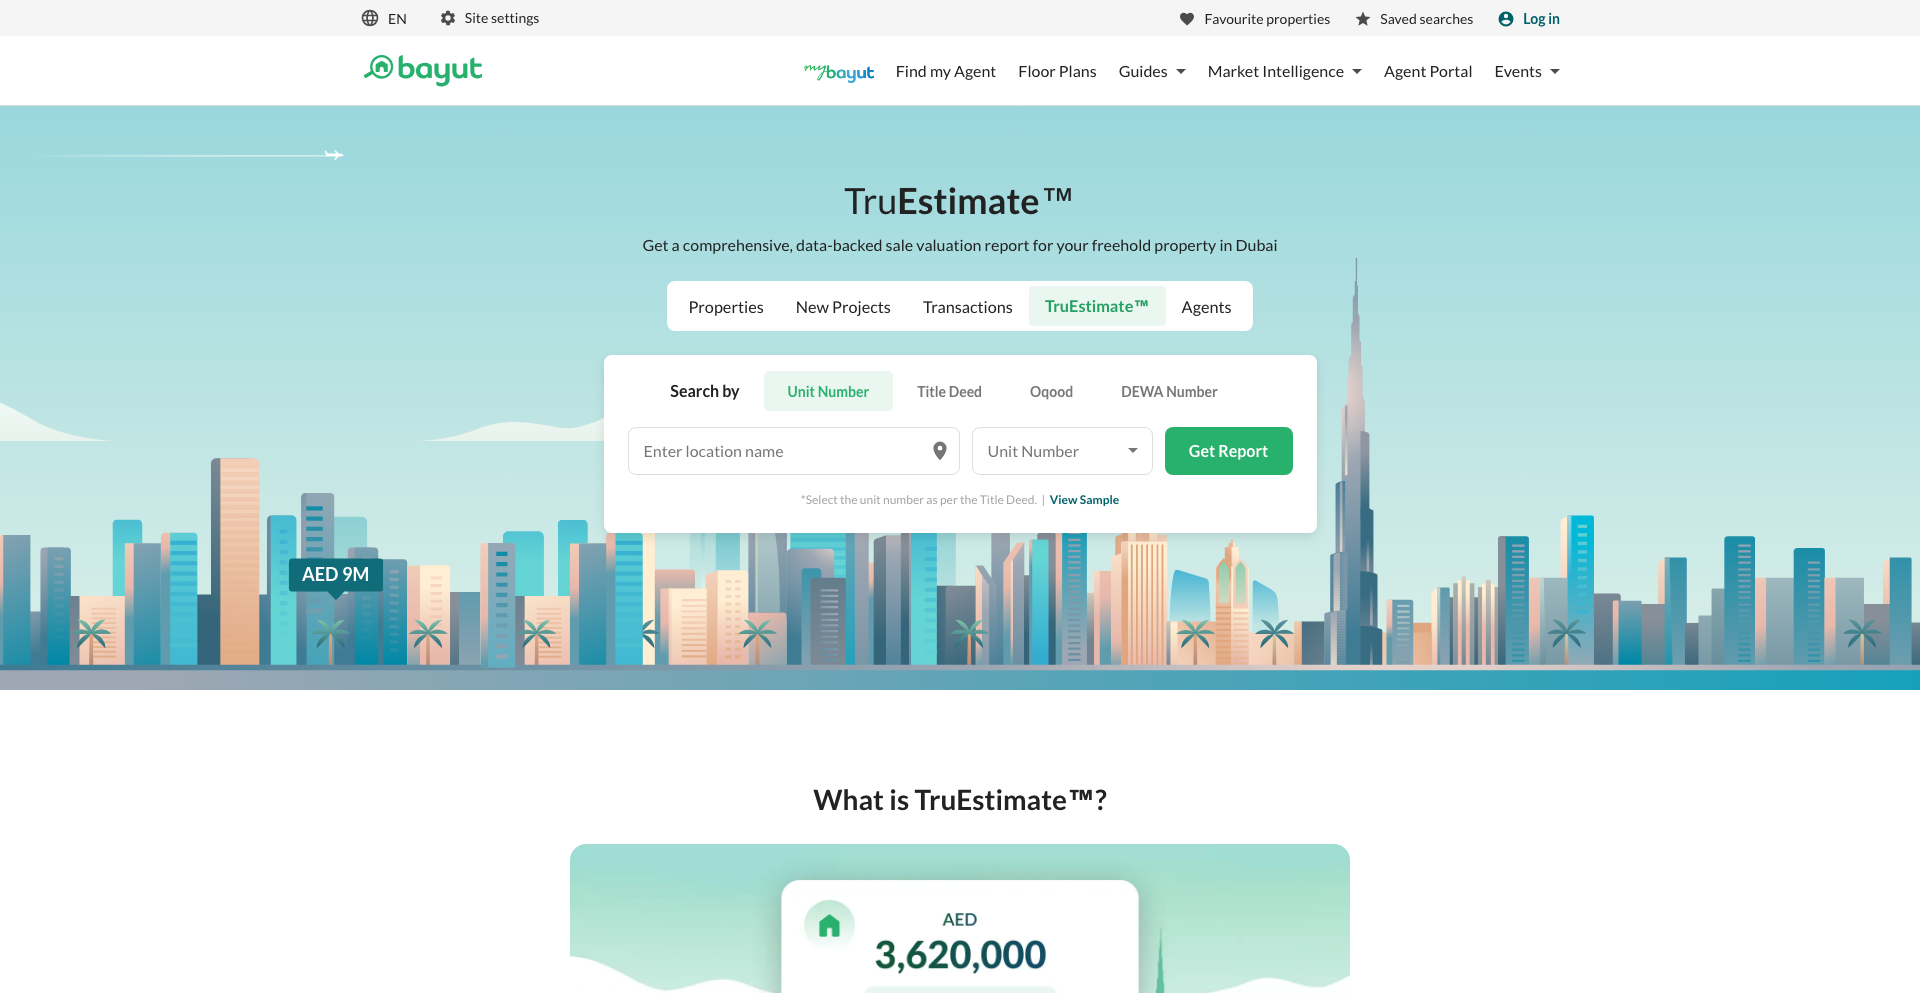 EN
Site settings
Favourite properties
Saved searches
Log in
bayut
mybayut
Find my Agent
Floor Plans
Guides
Market Intelligence
Agent Portal
Events
TruEstimate™
Get a comprehensive, data-backed sale valuation report for your freehold property in Dubai
Properties
New Projects
Transactions
TruEstimate™
Agents
Search by
Unit Number
Title Deed
Oqood
DEWA Number
Enter location name
Unit Number
Get Report
*Select the unit number as per the Title Deed. | View Sample
AED 9M
What is TruEstimate™?
AED
3,620,000